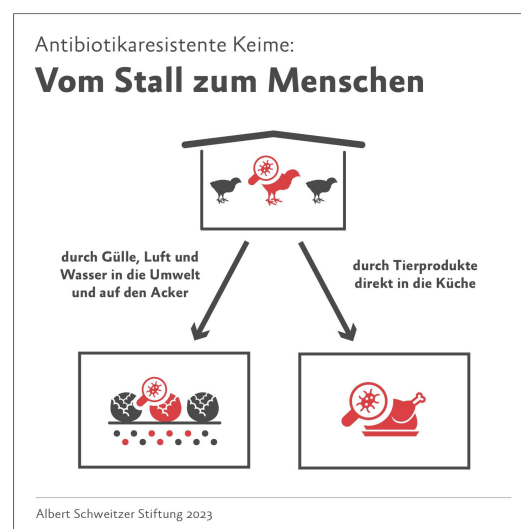 Antibiotikaresistente Keime:
Vom Stall zum Menschen
durch Gülle, Luft und
Wasser in die Umwelt
und auf den Acker
durch Tierprodukte
direkt in die Küche
Albert Schweitzer Stiftung 2023